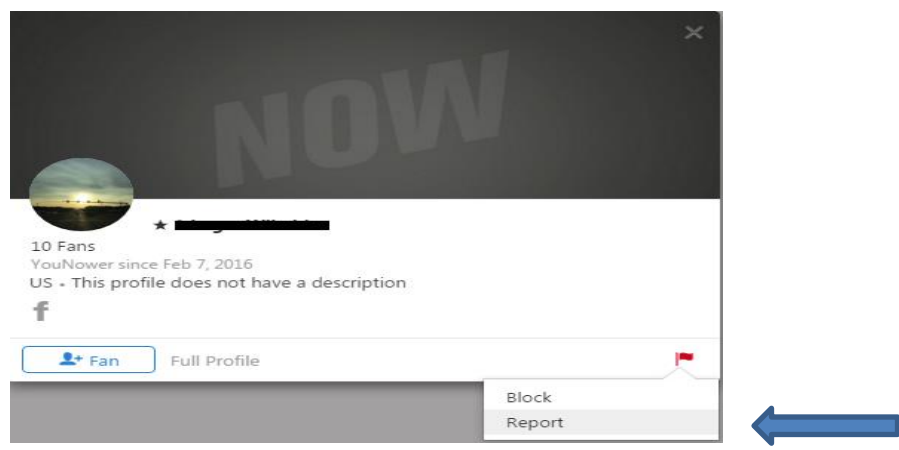 NOW
10 Fans
YouNower since Feb 7, 2016
US - This profile does not have a description
f
Fan
Full Profile
Block
Report